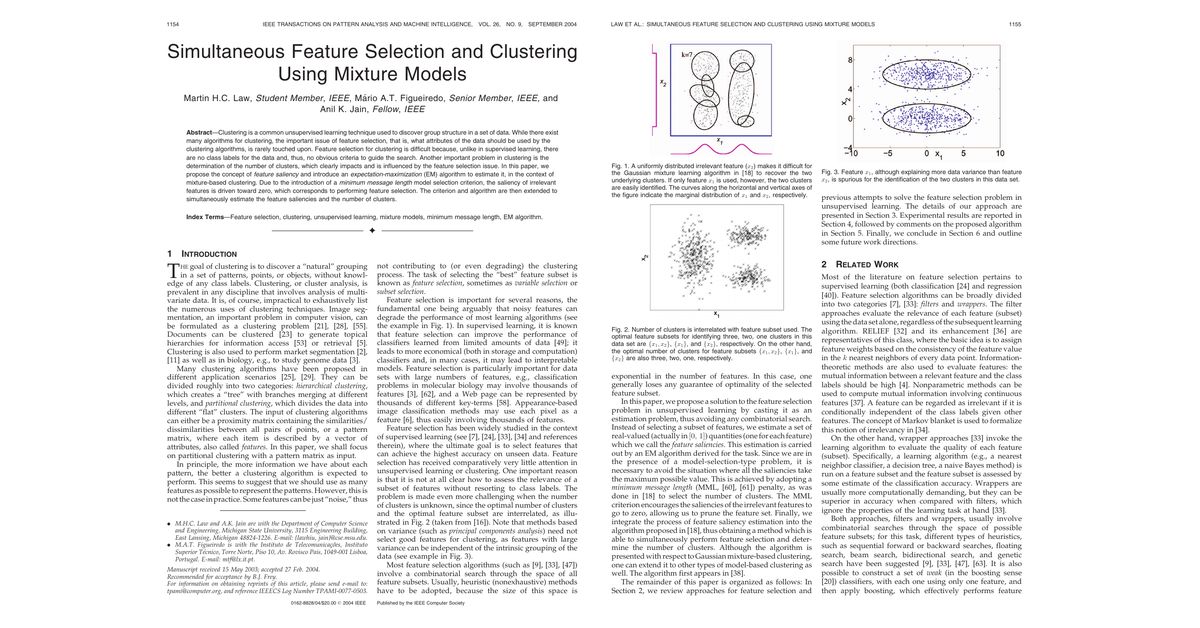 1154
IEEE TRANSACTIONS ON PATTERN ANALYSIS AND MACHINE INTELLIGENCE, VOL. 26, NO. 9, SEPTEMBER 2004
Simultaneous Feature Selection and Clustering
Using Mixture Models
Martin H.C. Law, Student Member, IEEE, Mário A.T. Figueiredo, Senior Member, IEEE, and
Anil K. Jain, Fellow, IEEE
Abstract—Clustering is a common unsupervised learning technique used to discover group structure in a set of data. While there exist
many algorithms for clustering, the important issue of feature selection, that is, what attributes of the data should be used by the
clustering algorithms, is rarely touched upon. Feature selection for clustering is difficult because, unlike in supervised learning, there
are no class labels for the data and, thus, no obvious criteria to guide the search. Another important problem in clustering is the
determination of the number of clusters, which clearly impacts and is influenced by the feature selection issue. In this paper, we
propose the concept of feature saliency and introduce an expectation-maximization (EM) algorithm to estimate it, in the context of
mixture-based clustering. Due to the introduction of a minimum message length model selection criterion, the saliency of irrelevant
features is driven toward zero, which corresponds to performing feature selection. The criterion and algorithm are then extended to
simultaneously estimate the feature saliencies and the number of clusters.
Index Terms—Feature selection, clustering, unsupervised learning, mixture models, minimum message length, EM algorithm.
1 INTRODUCTION
THE goal of clustering is to discover a "natural" grouping
in a set of patterns, points, or objects, without knowl-
edge of any class labels. Clustering, or cluster analysis, is
prevalent in any discipline that involves analysis of multi-
variate data. It is, of course, impractical to exhaustively list
the numerous uses of clustering techniques. Image seg-
mentation, an important problem in computer vision, can
be formulated as a clustering problem [21], [28], [55].
Documents can be clustered [23] to generate topical
hierarchies for information access [53] or retrieval [5].
Clustering is also used to perform market segmentation [2],
[11] as well as in biology, e.g., to study genome data [3].
Many clustering algorithms have been proposed in
different application scenarios [25], [29]. They can be
divided roughly into two categories: hierarchical clustering,
which creates a "tree" with branches merging at different
levels, and partitional clustering, which divides the data into
different "flat" clusters. The input of clustering algorithms
can either be a proximity matrix containing the similarities/
dissimilarities between all pairs of points, or a pattern
matrix, where each item is described by a vector of
attributes, also called features. In this paper, we shall focus
on partitional clustering with a pattern matrix as input.
In principle, the more information we have about each
pattern, the better a clustering algorithm is expected to
perform. This seems to suggest that we should use as many
features as possible to represent the patterns. However, this is
not the case in practice. Some features can be just "noise," thus
• M.H.C. Law and A.K. Jain are with the Department of Computer Science
and Engineering, Michigan State University, 3115 Engineering Building,
East Lansing, Michigan 48824-1226. E-mail: {lawhiu, jain}@cse.msu.edu.
• M.A.T. Figueiredo is with the Instituto de Telecomunicações, Instituto
Superior Técnico, Torre Norte, Piso 10, Av. Rovisco Pais, 1049-001 Lisboa,
Portugal. E-mail: mtf@lx.it.pt.
Manuscript received 15 May 2003; accepted 27 Feb. 2004.
Recommended for acceptance by B.J. Frey.
For information on obtaining reprints of this article, please send e-mail to:
tpami@computer.org, and reference IEEECS Log Number TPAMI-0077-0503.
not contributing to (or even degrading) the clustering
process. The task of selecting the "best" feature subset is
known as feature selection, sometimes as variable selection or
subset selection.
Feature selection is important for several reasons, the
fundamental one being arguably that noisy features can
degrade the performance of most learning algorithms (see
the example in Fig. 1). In supervised learning, it is known
that feature selection can improve the performance of
classifiers learned from limited amounts of data [49]; it
leads to more economical (both in storage and computation)
classifiers and, in many cases, it may lead to interpretable
models. Feature selection is particularly important for data
sets with large numbers of features, e.g., classification
problems in molecular biology may involve thousands of
features [3], [62], and a Web page can be represented by
thousands of different key-terms [58]. Appearance-based
image classification methods may use each pixel as a
feature [6], thus easily involving thousands of features.
Feature selection has been widely studied in the context
of supervised learning (see [7], [24], [33], [34] and references
therein), where the ultimate goal is to select features that
can achieve the highest accuracy on unseen data. Feature
selection has received comparatively very little attention in
unsupervised learning or clustering. One important reason
is that it is not at all clear how to assess the relevance of a
subset of features without resorting to class labels. The
problem is made even more challenging when the number
of clusters is unknown, since the optimal number of clusters
and the optimal feature subset are interrelated, as illu-
strated in Fig. 2 (taken from [16]). Note that methods based
on variance (such as principal components analysis) need not
select good features for clustering, as features with large
variance can be independent of the intrinsic grouping of the
data (see example in Fig. 3).
Most feature selection algorithms (such as [9], [33], [47])
involve a combinatorial search through the space of all
feature subsets. Usually, heuristic (nonexhaustive) methods
have to be adopted, because the size of this space is
0162-8828/04/$20.00 © 2004 IEEE Published by the IEEE Computer Society
LAW ET AL.: SIMULTANEOUS FEATURE SELECTION AND CLUSTERING USING MIXTURE MODELS
1155
k=7
x2
x1
Fig. 1. A uniformly distributed irrelevant feature (x2) makes it difficult for
the Gaussian mixture learning algorithm in [18] to recover the two
underlying clusters. If only feature x1 is used, however, the two clusters
are easily identified. The curves along the horizontal and vertical axes of
the figure indicate the marginal distribution of x1 and x2, respectively.
x2
x1
Fig. 2. Number of clusters is interrelated with feature subset used. The
optimal feature subsets for identifying three, two, one clusters in this
data set are {x1, x2}, {x1}, and {x2}, respectively. On the other hand,
the optimal number of clusters for feature subsets {x1, x2}, {x1}, and
{x2} are also three, two, one, respectively.
exponential in the number of features. In this case, one
generally loses any guarantee of optimality of the selected
feature subset.
In this paper, we propose a solution to the feature selection
problem in unsupervised learning by casting it as an
estimation problem, thus avoiding any combinatorial search.
Instead of selecting a subset of features, we estimate a set of
real-valued (actually in [0, 1]) quantities (one for each feature)
which we call the feature saliencies. This estimation is carried
out by an EM algorithm derived for the task. Since we are in
the presence of a model-selection-type problem, it is
necessary to avoid the situation where all the saliencies take
the maximum possible value. This is achieved by adopting a
minimum message length (MML, [60], [61]) penalty, as was
done in [18] to select the number of clusters. The MML
criterion encourages the saliencies of the irrelevant features to
go to zero, allowing us to prune the feature set. Finally, we
integrate the process of feature saliency estimation into the
algorithm proposed in [18], thus obtaining a method which is
able to simultaneously perform feature selection and deter-
mine the number of clusters. Although the algorithm is
presented with respect to Gaussian mixture-based clustering,
one can extend it to other types of model-based clustering as
well. The algorithm first appears in [38].
The remainder of this paper is organized as follows: In
Section 2, we review approaches for feature selection and
8
4
0
−4
x2
−10 −5 0 x1 5 10
Fig. 3. Feature x1, although explaining more data variance than feature
x2, is spurious for the identification of the two clusters in this data set.
previous attempts to solve the feature selection problem in
unsupervised learning. The details of our approach are
presented in Section 3. Experimental results are reported in
Section 4, followed by comments on the proposed algorithm
in Section 5. Finally, we conclude in Section 6 and outline
some future work directions.
2 RELATED WORK
Most of the literature on feature selection pertains to
supervised learning (both classification [24] and regression
[40]). Feature selection algorithms can be broadly divided
into two categories [7], [33]: filters and wrappers. The filter
approaches evaluate the relevance of each feature (subset)
using the data set alone, regardless of the subsequent learning
algorithm. RELIEF [32] and its enhancement [36] are
representatives of this class, where the basic idea is to assign
feature weights based on the consistency of the feature value
in the k nearest neighbors of every data point. Information-
theoretic methods are also used to evaluate features: the
mutual information between a relevant feature and the class
labels should be high [4]. Nonparametric methods can be
used to compute mutual information involving continuous
features [37]. A feature can be regarded as irrelevant if it is
conditionally independent of the class labels given other
features. The concept of Markov blanket is used to formalize
this notion of irrelevancy in [34].
On the other hand, wrapper approaches [33] invoke the
learning algorithm to evaluate the quality of each feature
(subset). Specifically, a learning algorithm (e.g., a nearest
neighbor classifier, a decision tree, a naive Bayes method) is
run on a feature subset and the feature subset is assessed by
some estimate of the classification accuracy. Wrappers are
usually more computationally demanding, but they can be
superior in accuracy when compared with filters, which
ignore the properties of the learning task at hand [33].
Both approaches, filters and wrappers, usually involve
combinatorial searches through the space of possible
feature subsets; for this task, different types of heuristics,
such as sequential forward or backward searches, floating
search, beam search, bidirectional search, and genetic
search have been suggested [9], [33], [47], [63]. It is also
possible to construct a set of weak (in the boosting sense
[20]) classifiers, with each one using only one feature, and
then apply boosting, which effectively performs feature